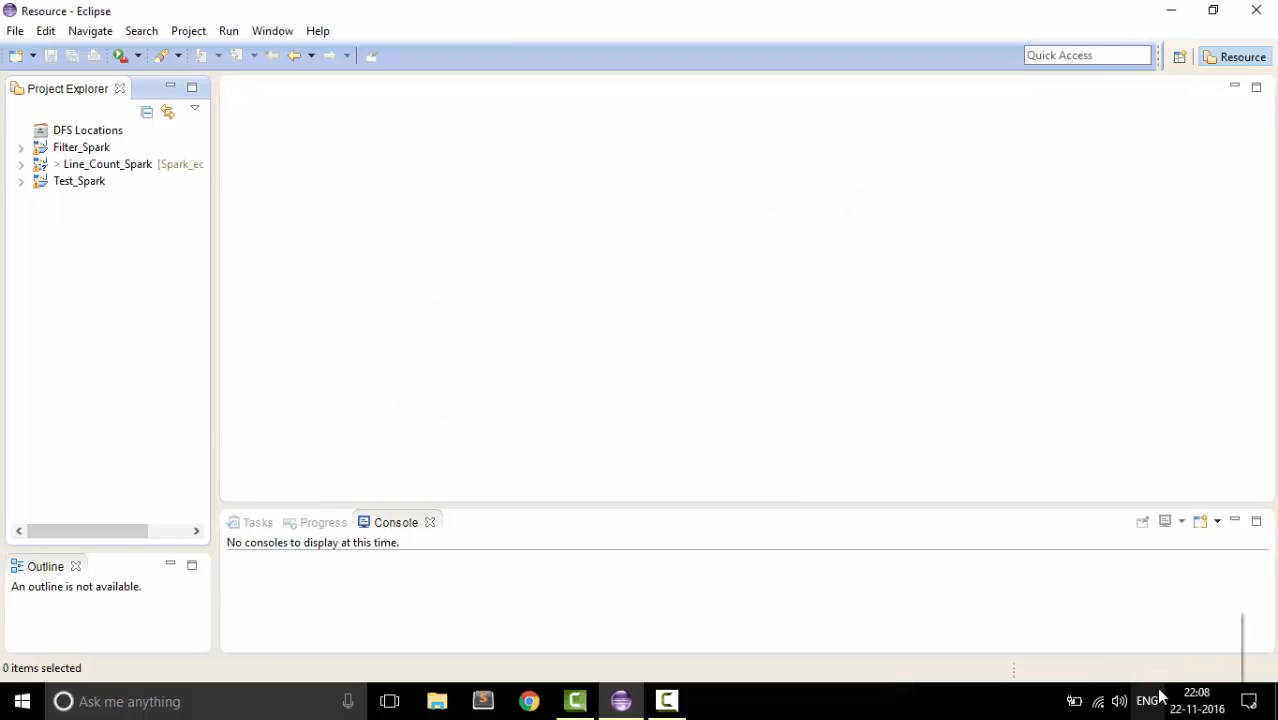 Resource - Eclipse
File Edit Navigate Search Project Run Window Help
Quick Access
Resource
Project Explorer
DFS Locations
Filter_Spark
> Line_Count_Spark [Spark_ec
Test_Spark
Tasks Progress Console
No consoles to display at this time.
Outline
An outline is not available.
0 items selected
Ask me anything
ENG
22:08
22-11-2016